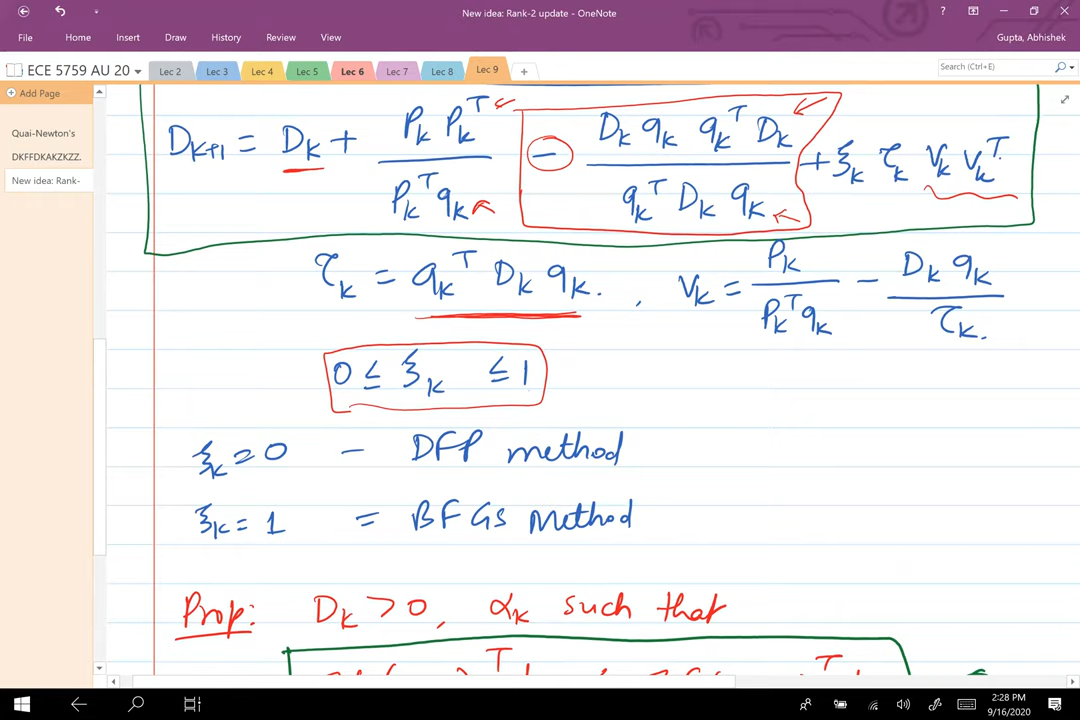 New idea: Rank-2 update - OneNote
File Home Insert Draw History Review View Gupta, Abhishek
ECE 5759 AU 20 Lec 2 Lec 3 Lec 4 Lec 5 Lec 6 Lec 7 Lec 8 Lec 9 + Search (Ctrl+E)
Add Page
Quai-Newton's
DKFFDKAKZKZZ.
New idea: Rank-
D_{k+1} = D_k + \frac{P_k P_k^T}{P_k^T q_k} - \frac{D_k q_k q_k^T D_k}{q_k^T D_k q_k} + ξ_k τ_k v_k v_k^T
τ_k = q_k^T D_k q_k. , v_k = \frac{P_k}{P_k^T q_k} - \frac{D_k q_k}{τ_k.}
0 ≤ ξ_k ≤ 1
ξ_k = 0 - DFP method
ξ_k = 1 = BFGS Method
Prop: D_k > 0, α_k such that
2:28 PM
9/16/2020